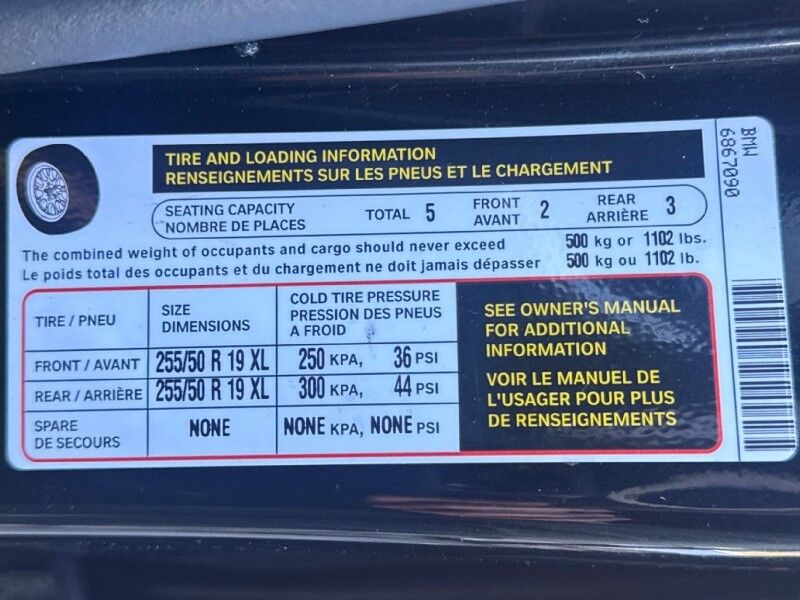 TIRE AND LOADING INFORMATION
RENSEIGNEMENTS SUR LES PNEUS ET LE CHARGEMENT
SEATING CAPACITY
NOMBRE DE PLACES
TOTAL 5
FRONT
AVANT 2
REAR
ARRIÈRE 3
The combined weight of occupants and cargo should never exceed 500 kg or 1102 lbs.
Le poids total des occupants et du chargement ne doit jamais dépasser 500 kg ou 1102 lb.
TIRE / PNEU
SIZE
DIMENSIONS
COLD TIRE PRESSURE
PRESSION DES PNEUS
A FROID
FRONT / AVANT 255/50 R 19 XL 250 KPA, 36 PSI
REAR / ARRIÈRE 255/50 R 19 XL 300 KPA, 44 PSI
SPARE
DE SECOURS
NONE NONE KPA, NONE PSI
SEE OWNER'S MANUAL
FOR ADDITIONAL
INFORMATION
VOIR LE MANUEL DE
L'USAGER POUR PLUS
DE RENSEIGNEMENTS
BMW
6867090